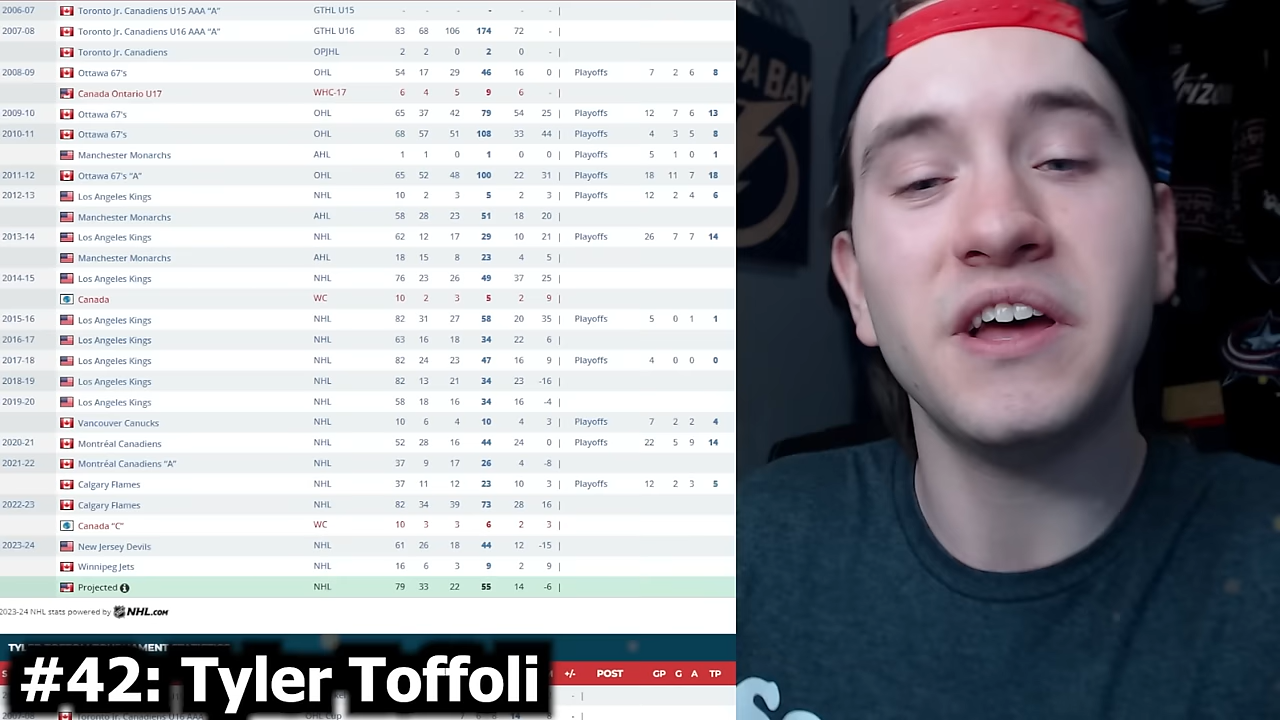 2006-07 Toronto Jr. Canadiens U15 AAA "A" GTHL U15 - - - - - - |
2007-08 Toronto Jr. Canadiens U16 AAA "A" GTHL U16 83 68 106 174 72 - |
Toronto Jr. Canadiens OPJHL 2 2 0 2 0 - |
2008-09 Ottawa 67's OHL 54 17 29 46 16 0 | Playoffs 7 2 6 8
Canada Ontario U17 WHC-17 6 4 5 9 6 - |
2009-10 Ottawa 67's OHL 65 37 42 79 54 25 | Playoffs 12 7 6 13
2010-11 Ottawa 67's OHL 68 57 51 108 33 44 | Playoffs 4 3 5 8
Manchester Monarchs AHL 1 1 0 1 0 0 | Playoffs 5 1 0 1
2011-12 Ottawa 67's "A" OHL 65 52 48 100 22 31 | Playoffs 18 11 7 18
2012-13 Los Angeles Kings NHL 10 2 3 5 2 3 | Playoffs 12 2 4 6
Manchester Monarchs AHL 58 28 23 51 18 20 |
2013-14 Los Angeles Kings NHL 62 12 17 29 10 21 | Playoffs 26 7 7 14
Manchester Monarchs AHL 18 15 8 23 4 5 |
2014-15 Los Angeles Kings NHL 76 23 26 49 37 25 |
Canada WC 10 2 3 5 2 9 |
2015-16 Los Angeles Kings NHL 82 31 27 58 20 35 | Playoffs 5 0 1 1
2016-17 Los Angeles Kings NHL 63 16 18 34 22 6 |
2017-18 Los Angeles Kings NHL 82 24 23 47 16 9 | Playoffs 4 0 0 0
2018-19 Los Angeles Kings NHL 82 13 21 34 23 -16 |
2019-20 Los Angeles Kings NHL 58 18 16 34 16 -4 |
Vancouver Canucks NHL 10 6 4 10 4 3 | Playoffs 7 2 2 4
2020-21 Montréal Canadiens NHL 52 28 16 44 24 0 | Playoffs 22 5 9 14
2021-22 Montréal Canadiens "A" NHL 37 9 17 26 4 -8 |
Calgary Flames NHL 37 11 12 23 10 3 | Playoffs 12 2 3 5
2022-23 Calgary Flames NHL 82 34 39 73 28 16 |
Canada "C" WC 10 3 3 6 2 3 |
2023-24 New Jersey Devils NHL 61 26 18 44 12 -15 |
Winnipeg Jets NHL 16 6 3 9 2 9 |
Projected NHL 79 33 22 55 14 -6 |
2023-24 NHL stats powered by NHL.com
#42: Tyler Toffoli
+/- POST GP G A TP
- |
- |
PA BAY
rizo